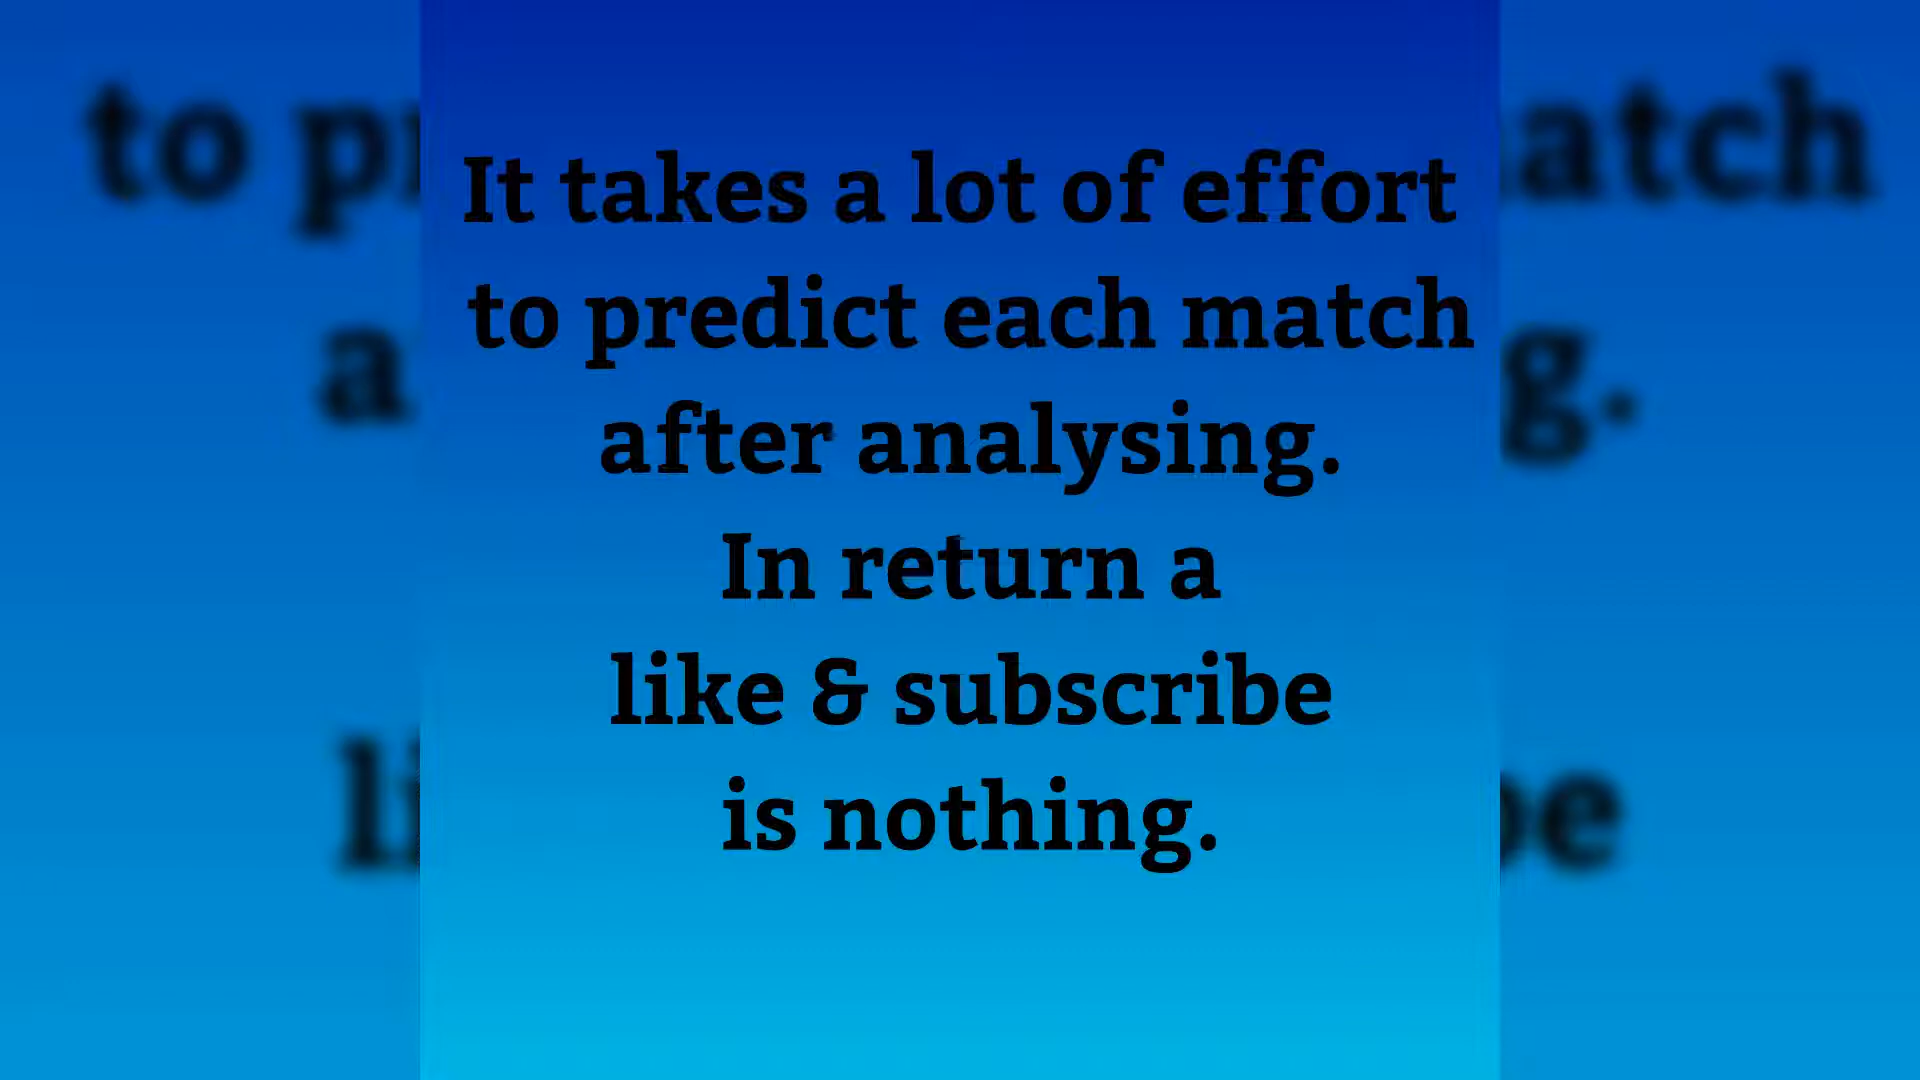 It takes a lot of effort
to predict each match
after analysing.
In return a
like & subscribe
is nothing.